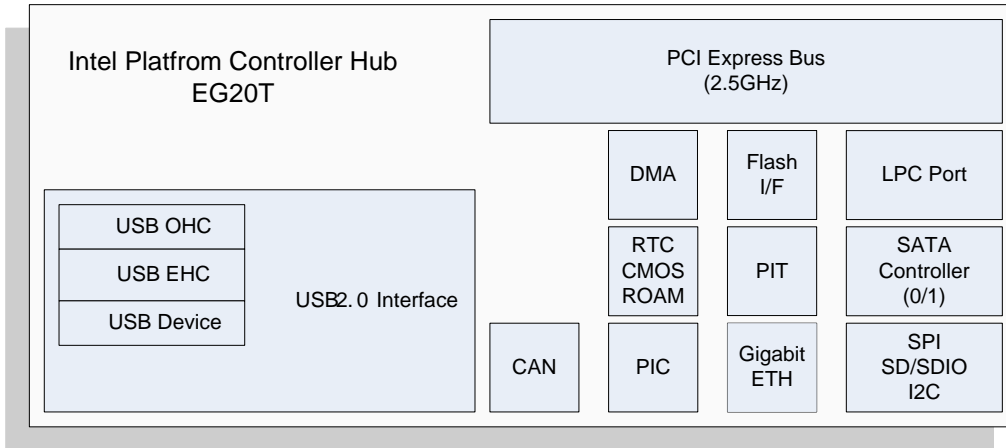 Intel Platfrom Controller Hub
EG20T
PCI Express Bus
(2.5GHz)
DMA
Flash
I/F
LPC Port
USB OHC
USB EHC
USB Device
USB2. 0 Interface
RTC
CMOS
ROAM
PIT
SATA
Controller
(0/1)
CAN
PIC
Gigabit
ETH
SPI
SD/SDIO
I2C